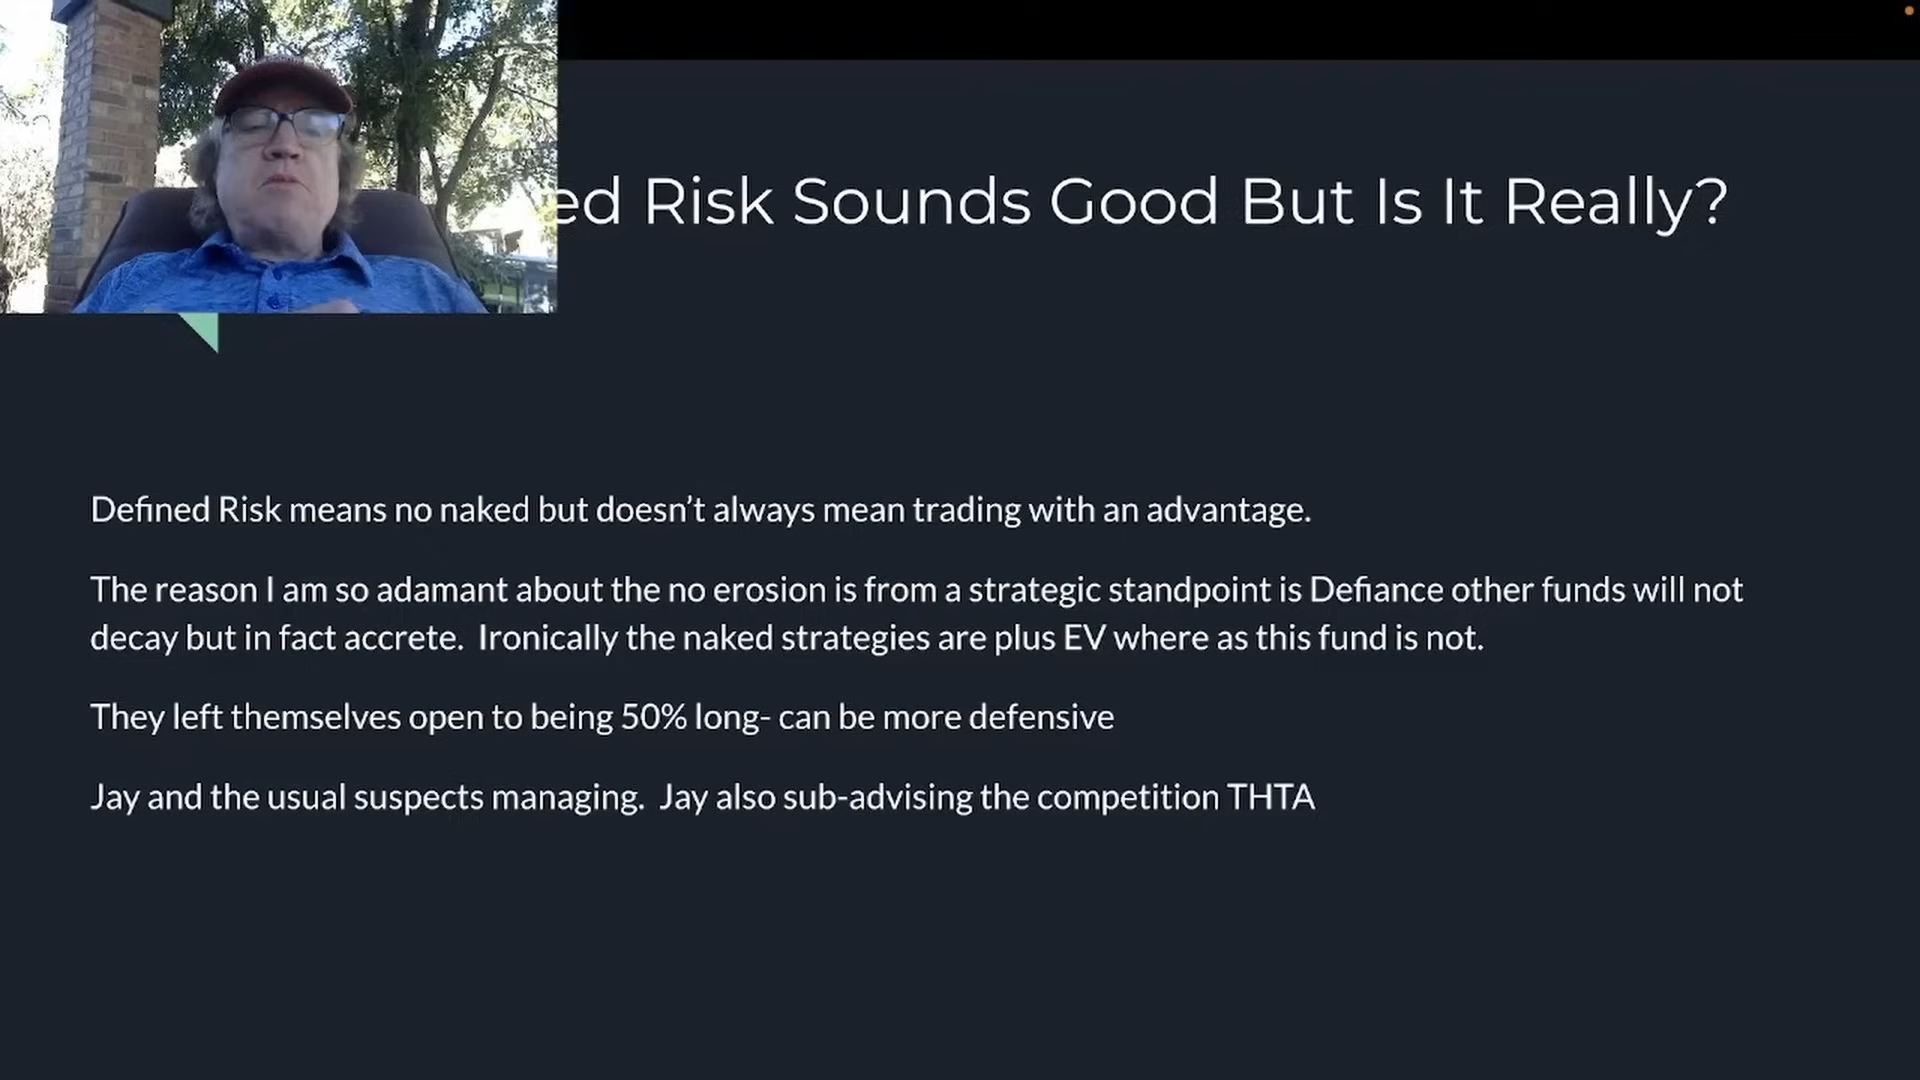 ed Risk Sounds Good But Is It Really?
Defined Risk means no naked but doesn’t always mean trading with an advantage.
The reason I am so adamant about the no erosion is from a strategic standpoint is Defiance other funds will not
decay but in fact accrete.  Ironically the naked strategies are plus EV where as this fund is not.
They left themselves open to being 50% long- can be more defensive
Jay and the usual suspects managing.  Jay also sub-advising the competition THTA